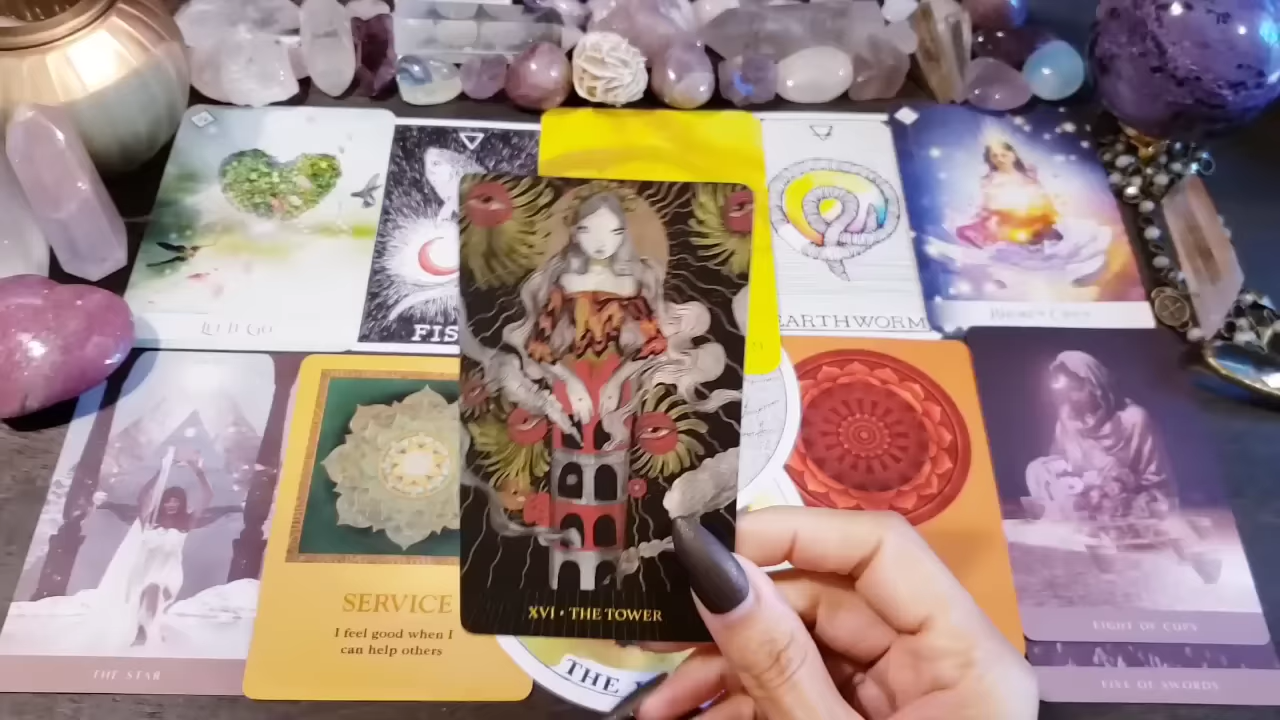 LET IT GO
FIS
EARTHWORM
SERVICE
I feel good when I
can help others
XVI • THE TOWER
THE STAR
THE
EIGHT OF CUPS
FIVE OF SWORDS